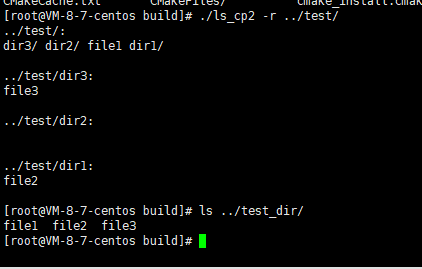 CMakeCache.txt     CMakeFiles/     cmake_install.cmak
[root@VM-8-7-centos build]# ./ls_cp2 -r ../test/
../test/:
dir3/ dir2/ file1 dir1/
../test/dir3:
file3
../test/dir2:
../test/dir1:
file2
[root@VM-8-7-centos build]# ls ../test_dir/
file1  file2  file3
[root@VM-8-7-centos build]#